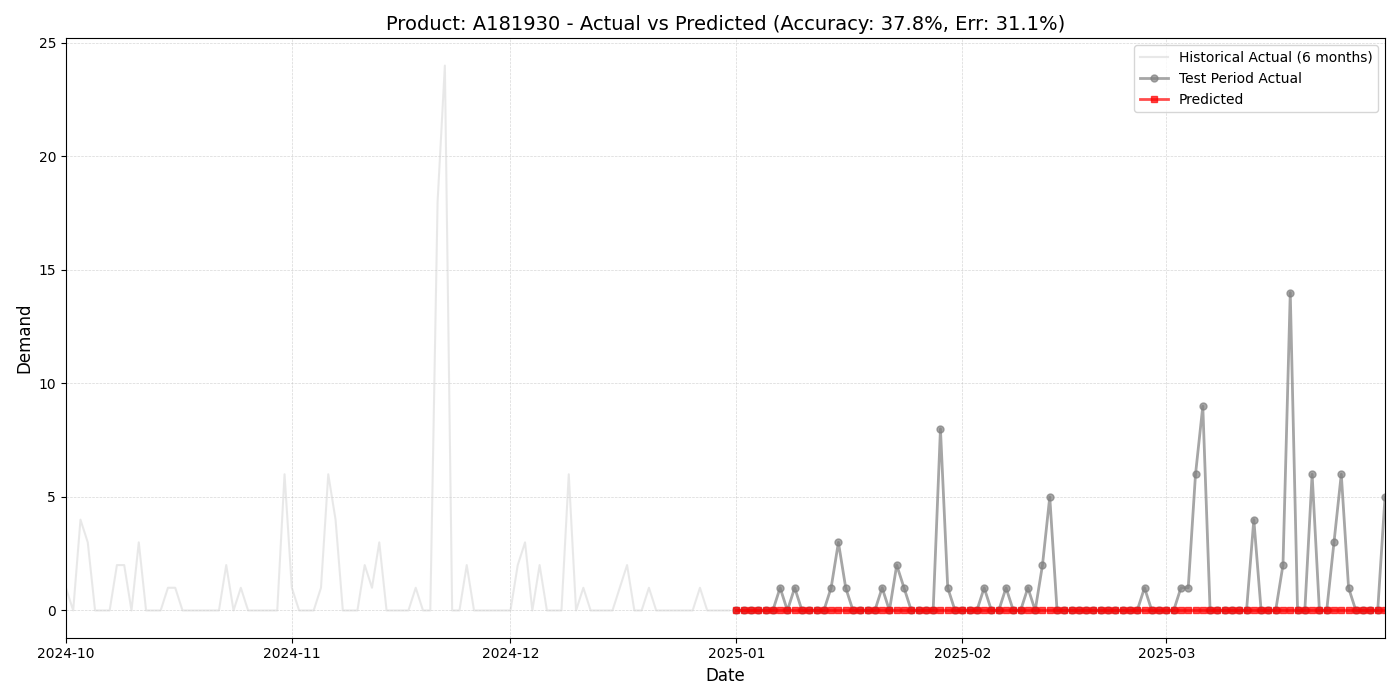 Product: A181930 - Actual vs Predicted (Accuracy: 37.8%, Err: 31.1%)
25
20
15
10
5
0
Demand
Historical Actual (6 months)
Test Period Actual
Predicted
2024-10
2024-11
2024-12
2025-01
2025-02
2025-03
Date